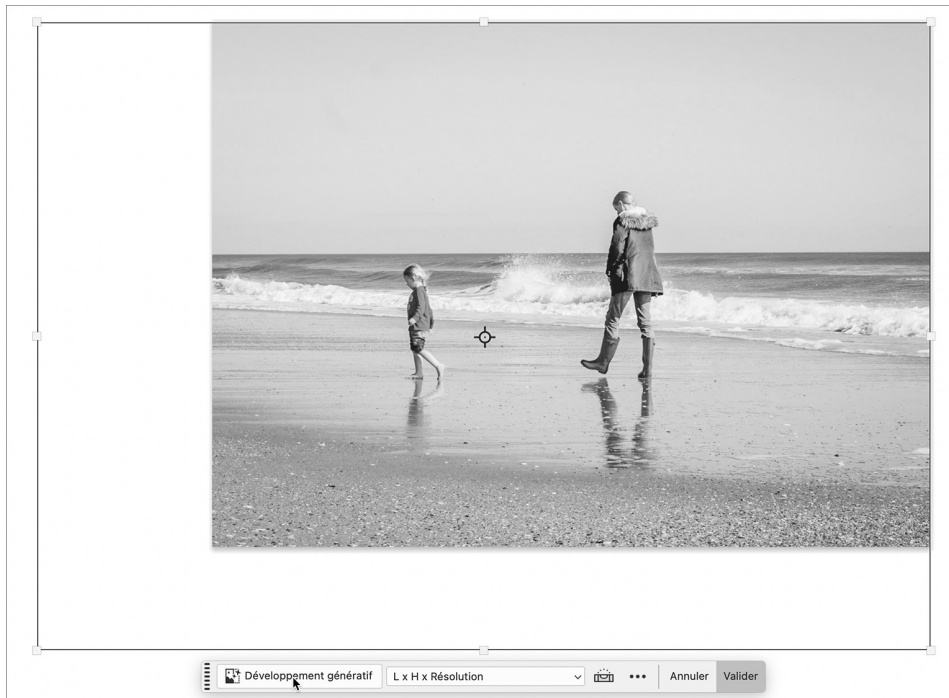 Développement génératif L x H x Résolution Annuler Valider